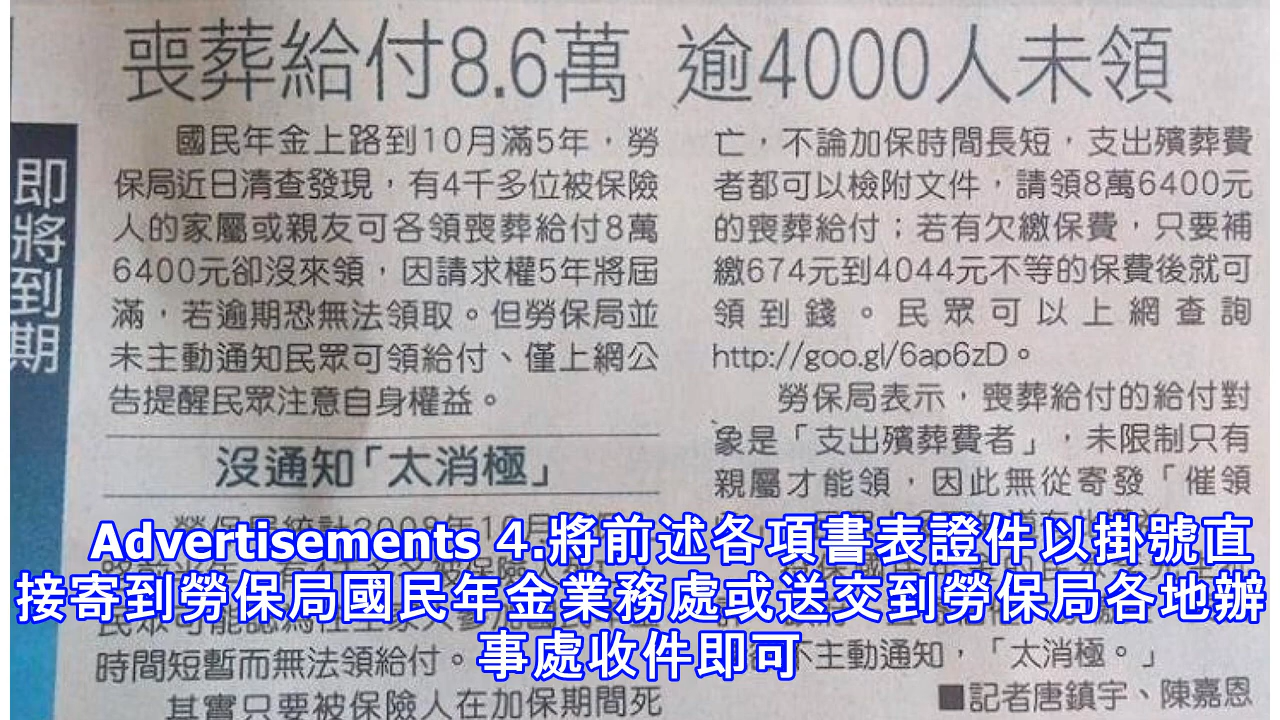 喪葬給付8.6萬 逾4000人未領
即將到期
國民年金上路到10月滿5年，勞
保局近日清查發現，有4千多位被保險
人的家屬或親友可各領喪葬給付8萬
6400元卻沒來領，因請求權5年將屆
滿，若逾期恐無法領取。但勞保局並
未主動通知民眾可領給付、僅上網公
告提醒民眾注意自身權益。
沒通知「太消極」
時間短暫而無法領給付。
其實只要被保險人在加保期間死
亡，不論加保時間長短，支出殯葬費
者都可以檢附文件，請領8萬6400元
的喪葬給付；若有欠繳保費，只要補
繳674元到4044元不等的保費後就可
領到錢。民眾可以上網查詢
http://goo.gl/6ap6zD。
勞保局表示，喪葬給付的給付對
象是「支出殯葬費者」，未限制只有
親屬才能領，因此無從寄發「催領
不主動通知，「太消極。」
■記者唐鎮宇、陳嘉恩
Advertisements 4.將前述各項書表證件以掛號直
接寄到勞保局國民年金業務處或送交到勞保局各地辦
事處收件即可